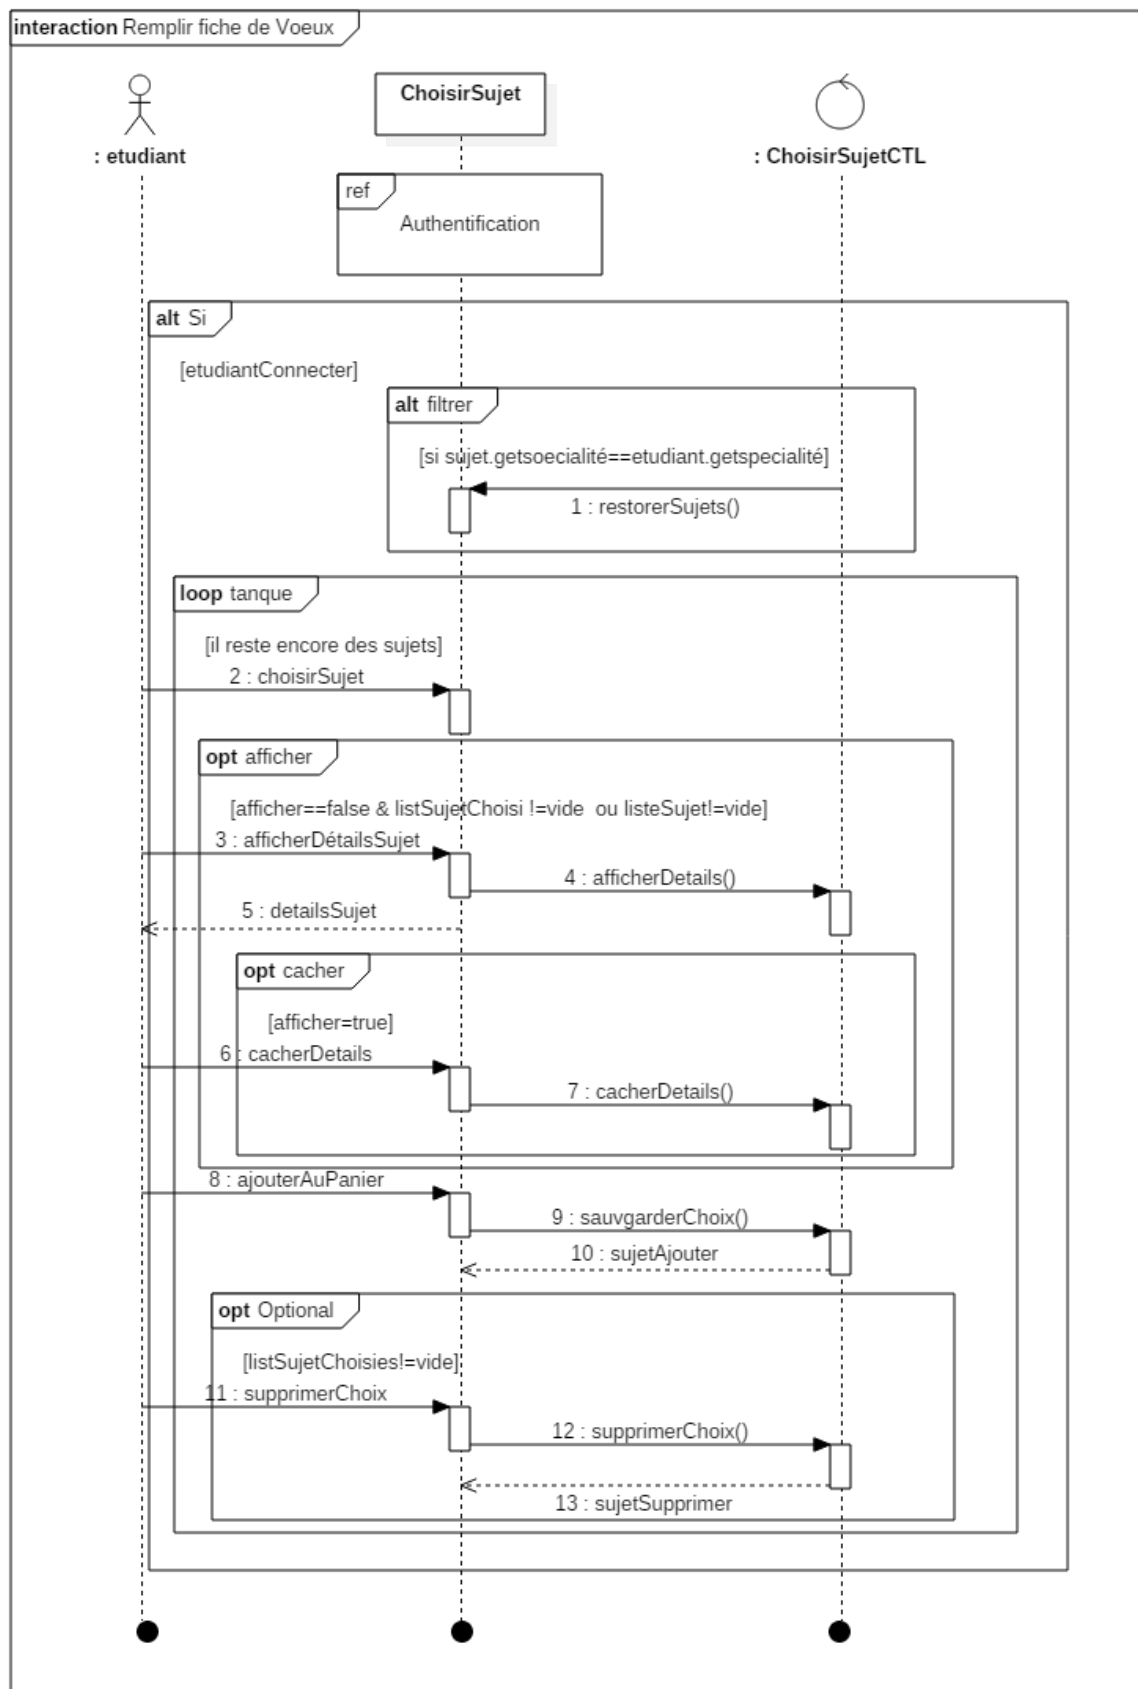 interaction Remplir fiche de Voeux
ChoisirSujet
: etudiant
: ChoisirSujetCTL
ref
Authentification
alt Si
[etudiantConnecter]
alt filtrer
[si sujet.getsoecialité==etudiant.getspecialité]
1 : restorerSujets()
loop tanque
[il reste encore des sujets]
2 : choisirSujet
opt afficher
[afficher==false & listSujetChoisi !=vide ou listeSujet!=vide]
3 : afficherDétailsSujet
4 : afficherDetails()
5 : detailsSujet
opt cacher
[afficher=true]
6 : cacherDetails
7 : cacherDetails()
8 : ajouterAuPanier
9 : sauvgarderChoix()
10 : sujetAjouter
opt Optional
[listSujetChoisies!=vide]
11 : supprimerChoix
12 : supprimerChoix()
13 : sujetSupprimer